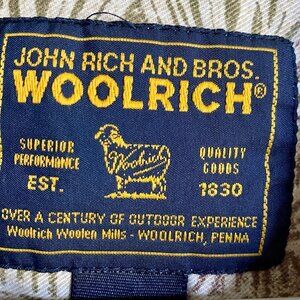 JOHN RICH AND BROS.
WOOLRICH®
SUPERIOR
PERFORMANCE
EST.
Woolrich
QUALITY
GOODS
1830
OVER A CENTURY OF OUTDOOR EXPERIENCE
Woolrich Woolen Mills - WOOLRICH, PENNA